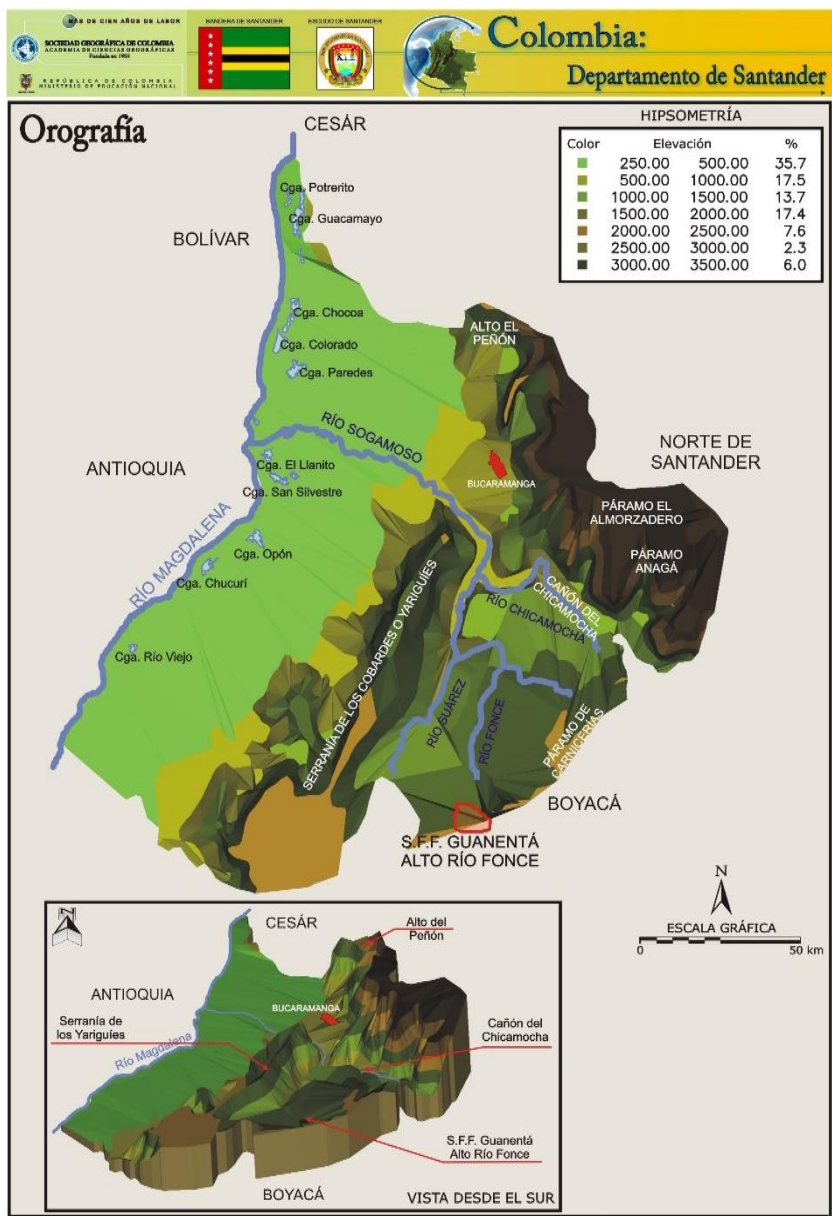 MÁS DE CIEN AÑOS DE LABOR
SOCIEDAD GEOGRÁFICA DE COLOMBIA
ACADEMIA DE CIENCIAS GEOGRÁFICAS
Fundada en 1903
REPÚBLICA DE COLOMBIA
MINISTERIO DE EDUCACIÓN NACIONAL
BANDERA DE SANTANDER
ESCUDO DE SANTANDER
Colombia:
Departamento de Santander
Orografía
HIPSOMETRÍA
Color Elevación %
250.00 500.00 35.7
500.00 1000.00 17.5
1000.00 1500.00 13.7
1500.00 2000.00 17.4
2000.00 2500.00 7.6
2500.00 3000.00 2.3
3000.00 3500.00 6.0
CESÁR
Cga. Potrerito
Cga. Guacamayo
BOLÍVAR
Cga. Chocoa
Cga. Colorado
Cga. Paredes
ALTO EL
PEÑÓN
RÍO SOGAMOSO
ANTIOQUIA
NORTE DE
SANTANDER
Cga. El Llanito
Cga. San Silvestre
BUCARAMANGA
PÁRAMO EL
ALMORZADERO
PÁRAMO
ANAGÁ
RÍO MAGDALENA
Cga. Opón
Cga. Chucurí
Cga. Río Viejo
CAÑÓN DEL
CHICAMOCHA
RÍO CHICAMOCHA
SERRANÍA DE LOS COBARDES O YARIGUÍES
RÍO SUÁREZ
RÍO FONCE
PÁRAMO DE
CARNICERÍAS
BOYACÁ
S.F.F. GUANENTÁ
ALTO RÍO FONCE
N
ESCALA GRÁFICA
0 50 km
N
CESÁR
Alto del
Peñón
ANTIOQUIA
BUCARAMANGA
Serranía de
los Yariguíes
Cañón del
Chicamocha
Río Magdalena
S.F.F. Guanentá
Alto Río Fonce
BOYACÁ
VISTA DESDE EL SUR